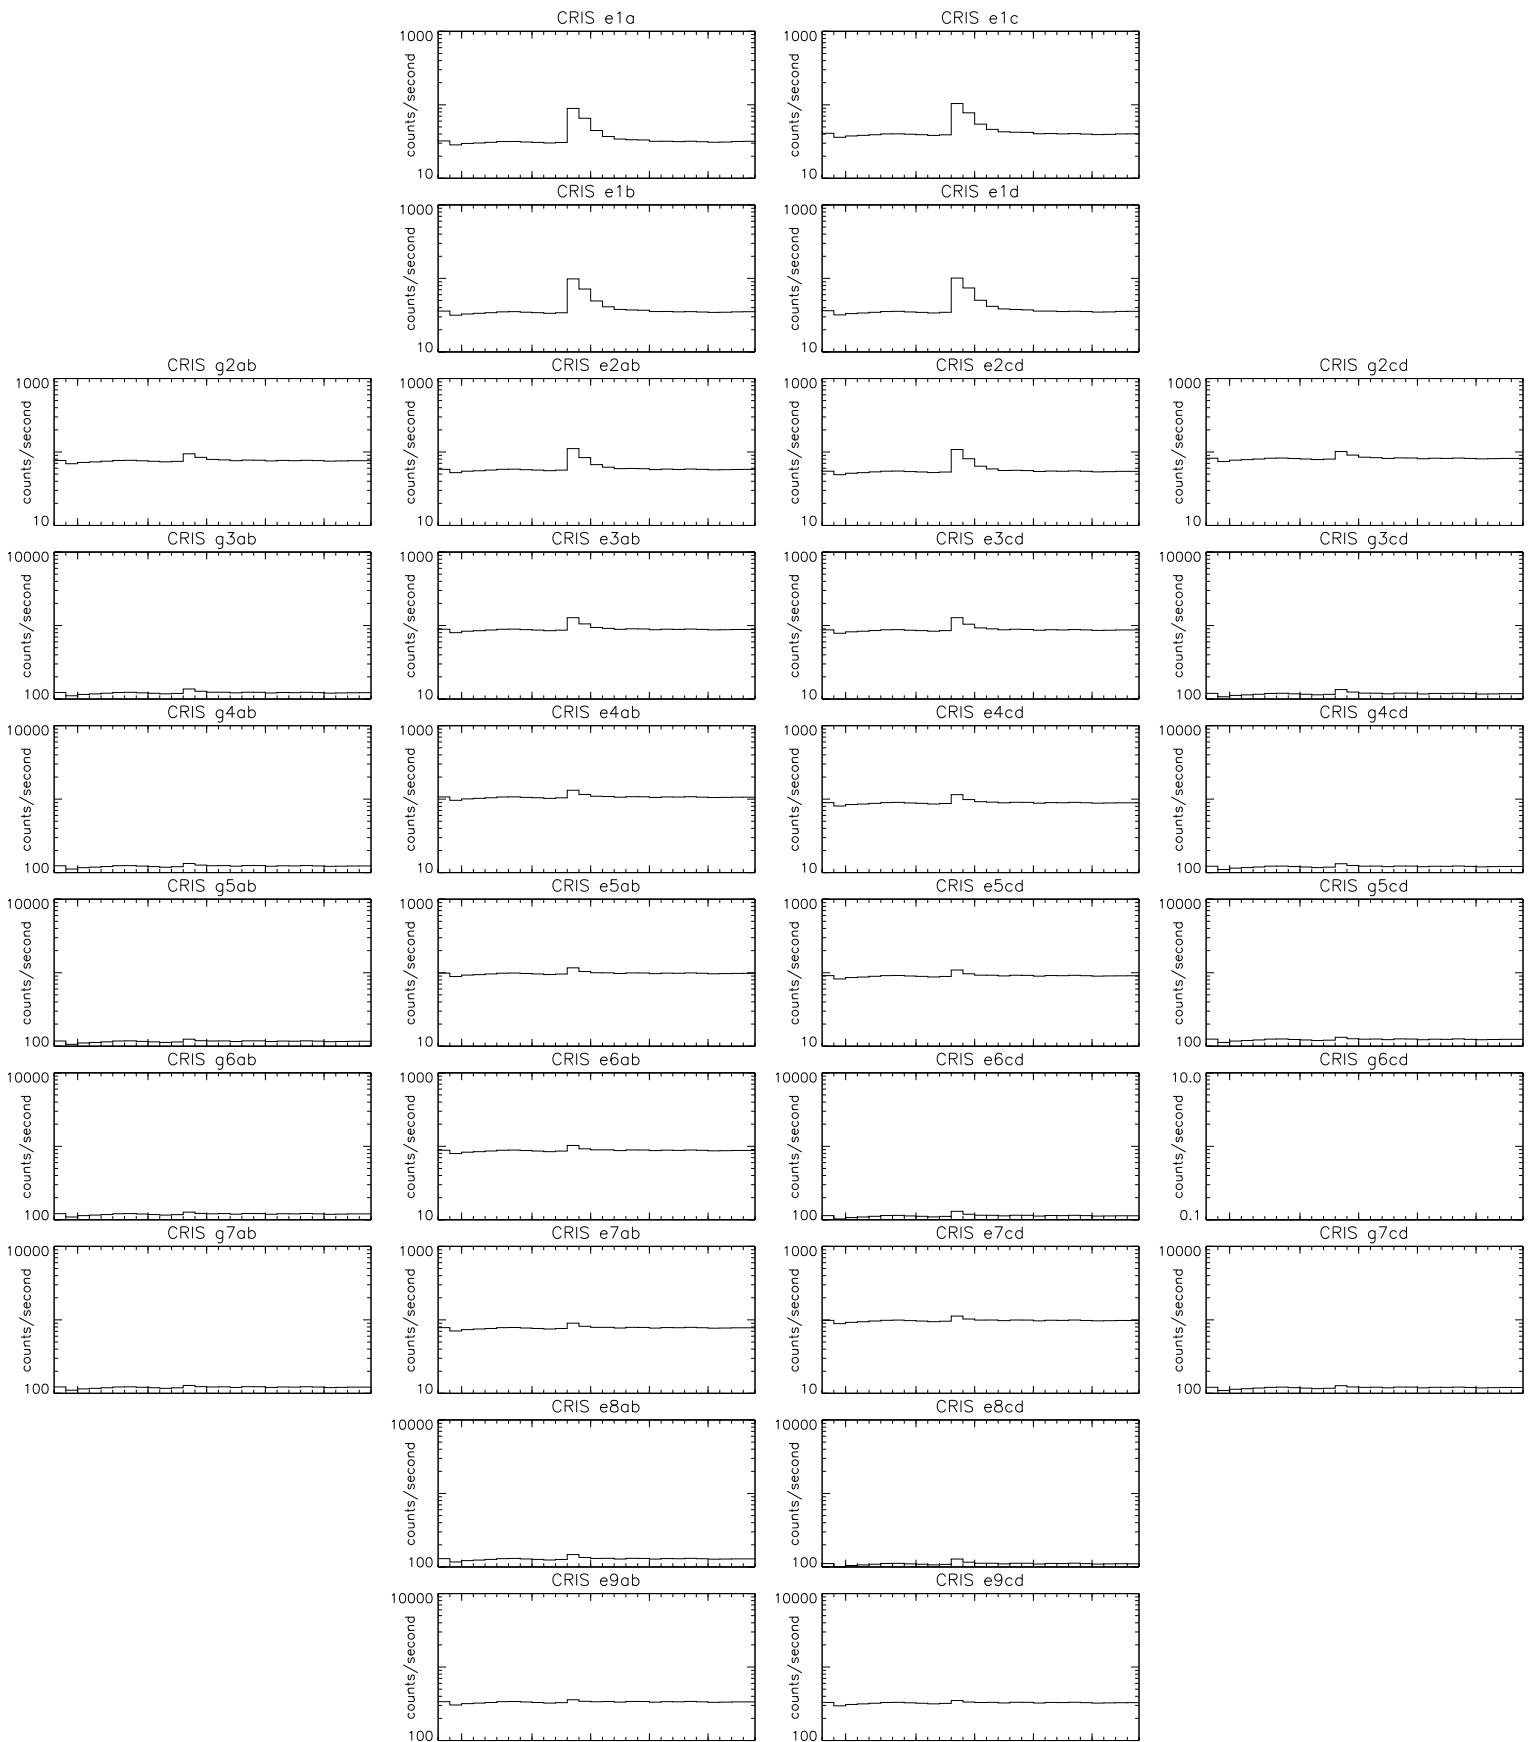 CRIS e1a
1000
counts/second
10
CRIS e1c
1000
counts/second
10
CRIS e1b
1000
counts/second
10
CRIS e1d
1000
counts/second
10
CRIS g2ab
1000
counts/second
10
CRIS e2ab
1000
counts/second
10
CRIS e2cd
1000
counts/second
10
CRIS g2cd
1000
counts/second
10
CRIS g3ab
10000
counts/second
100
CRIS e3ab
1000
counts/second
10
CRIS e3cd
1000
counts/second
10
CRIS g3cd
10000
counts/second
100
CRIS g4ab
10000
counts/second
100
CRIS e4ab
1000
counts/second
10
CRIS e4cd
1000
counts/second
10
CRIS g4cd
10000
counts/second
100
CRIS g5ab
10000
counts/second
100
CRIS e5ab
1000
counts/second
10
CRIS e5cd
1000
counts/second
10
CRIS g5cd
10000
counts/second
100
CRIS g6ab
10000
counts/second
100
CRIS e6ab
1000
counts/second
10
CRIS e6cd
10000
counts/second
100
CRIS g6cd
10.0
counts/second
0.1
CRIS g7ab
10000
counts/second
100
CRIS e7ab
1000
counts/second
10
CRIS e7cd
1000
counts/second
10
CRIS g7cd
10000
counts/second
100
CRIS e8ab
10000
counts/second
100
CRIS e8cd
10000
counts/second
100
CRIS e9ab
10000
counts/second
100
CRIS e9cd
10000
counts/second
100